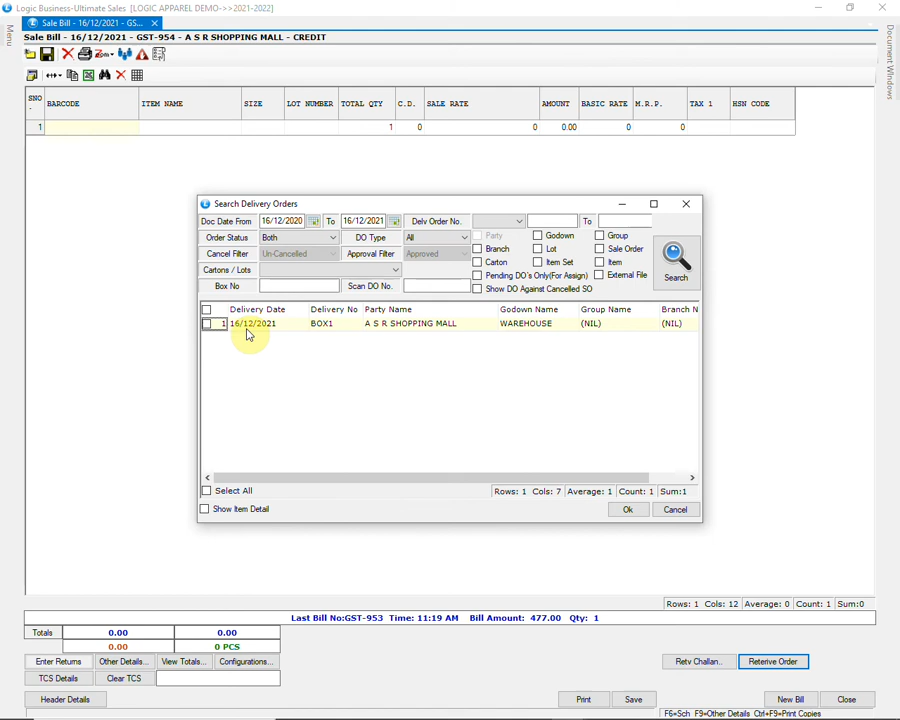 Logic Business-Ultimate Sales [LOGIC APPAREL DEMO->>2021-2022]
Sale Bill - 16/12/2021 - GS...
Sale Bill - 16/12/2021 - GST-954 - A S R SHOPPING MALL - CREDIT
Menu
Document Windows
SNO BARCODE ITEM NAME SIZE LOT NUMBER TOTAL QTY C.D. SALE RATE AMOUNT BASIC RATE M.R.P. TAX 1 HSN CODE
1 1 0 0 0.00 0 0
Search Delivery Orders
Doc Date From 16/12/2020 To 16/12/2021 Delv Order No. To
Order Status Both DO Type All Party Godown Group
Cancel Filter Un-Cancelled Approval Filter Approved Branch Lot Sale Order
Cartons / Lots Carton Item Set Item
Pending DO's Only(For Assign) External File
Box No Scan DO No. Show DO Against Cancelled SO
Search
Delivery Date Delivery No Party Name Godown Name Group Name Branch N
1 16/12/2021 BOX1 A S R SHOPPING MALL WAREHOUSE (NIL) (NIL)
Select All Rows: 1 Cols: 7 Average: 1 Count: 1 Sum:1
Show Item Detail Ok Cancel
Rows: 1 Cols: 12 Average: 0 Count: 1 Sum:0
Last Bill No:GST-953 Time: 11:19 AM Bill Amount: 477.00 Qty: 1
Totals 0.00 0.00
0.00 0 PCS
Enter Returns Other Details... View Totals... Configurations... Retv Challan.. Reterive Order
TCS Details Clear TCS
Header Details Print Save New Bill Close
F6=Sch F9=Other Details Ctrl+F9=Print Copies